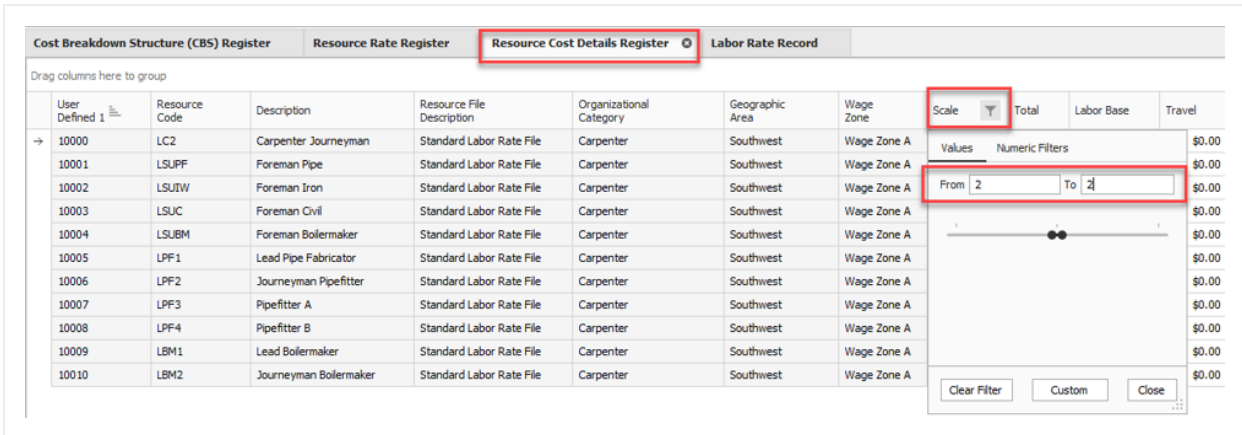 Cost Breakdown Structure (CBS) Register Resource Rate Register Resource Cost Details Register Labor Rate Record
Drag columns here to group
User Defined 1 Resource Code Description Resource File Description Organizational Category Geographic Area Wage Zone Scale Total Labor Base Travel
10000 LC2 Carpenter Journeyman Standard Labor Rate File Carpenter Southwest Wage Zone A $0.00
Values Numeric Filters
10001 LSUPF Foreman Pipe Standard Labor Rate File Carpenter Southwest Wage Zone A $0.00
10002 LSUIW Foreman Iron Standard Labor Rate File Carpenter Southwest Wage Zone A From 2 To 2 $0.00
10003 LSUC Foreman Civil Standard Labor Rate File Carpenter Southwest Wage Zone A $0.00
10004 LSUBM Foreman Boilermaker Standard Labor Rate File Carpenter Southwest Wage Zone A $0.00
10005 LPF1 Lead Pipe Fabricator Standard Labor Rate File Carpenter Southwest Wage Zone A $0.00
10006 LPF2 Journeyman Pipefitter Standard Labor Rate File Carpenter Southwest Wage Zone A $0.00
10007 LPF3 Pipefitter A Standard Labor Rate File Carpenter Southwest Wage Zone A $0.00
10008 LPF4 Pipefitter B Standard Labor Rate File Carpenter Southwest Wage Zone A $0.00
10009 LBM1 Lead Boilermaker Standard Labor Rate File Carpenter Southwest Wage Zone A $0.00
10010 LBM2 Journeyman Boilermaker Standard Labor Rate File Carpenter Southwest Wage Zone A $0.00
Clear Filter Custom Close